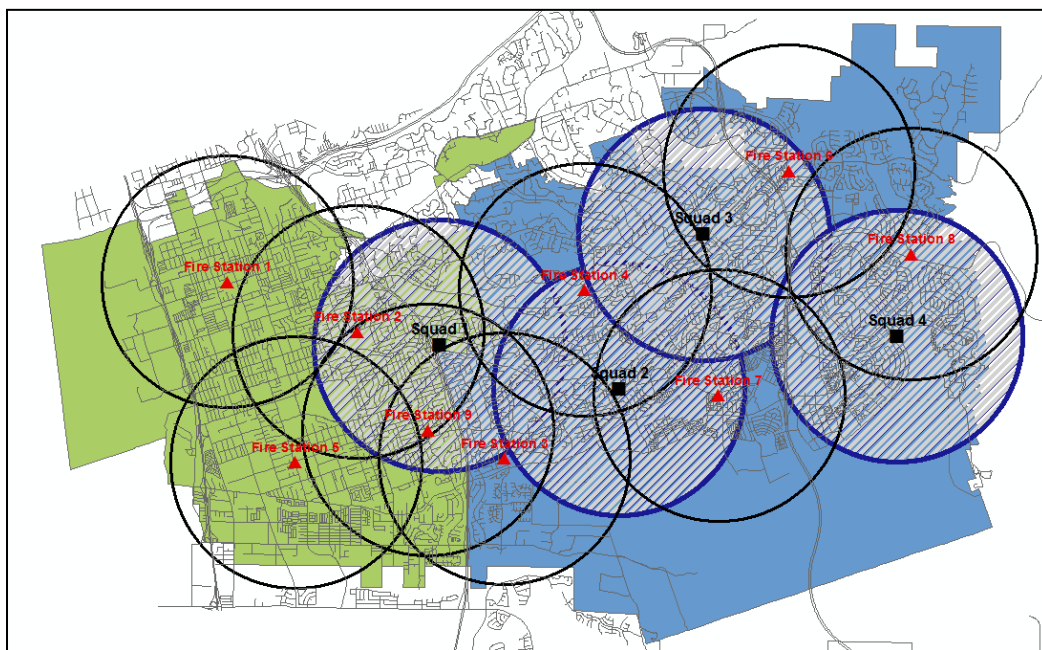 Fire Station 6
Squad 3
Fire Station 8
Fire Station 1
Fire Station 4
Fire Station 2
Squad 1
Squad 4
Squad 2
Fire Station 7
Fire Station 9
Fire Station 3
Fire Station 5